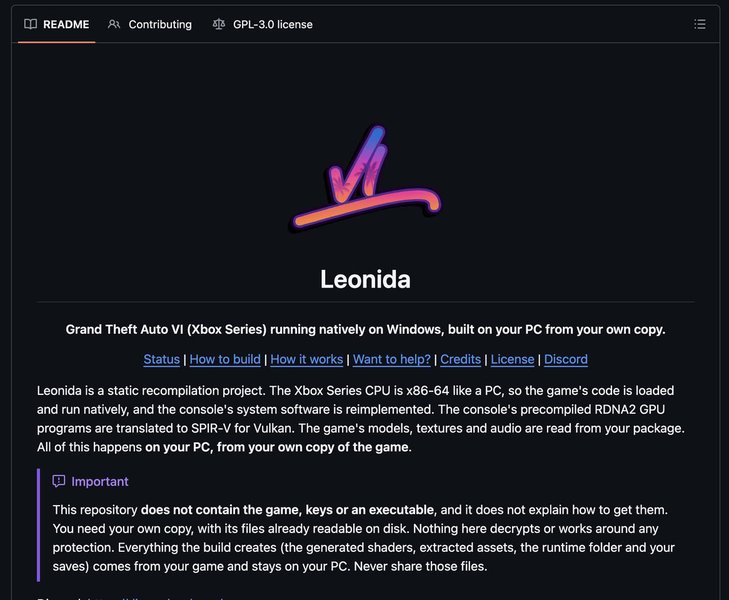 README Contributing GPL-3.0 license
VI
Leonida
Grand Theft Auto VI (Xbox Series) running natively on Windows, built on your PC from your own copy.
Status | How to build | How it works | Want to help? | Credits | License | Discord
Leonida is a static recompilation project. The Xbox Series CPU is x86-64 like a PC, so the game's code is loaded
and run natively, and the console's system software is reimplemented. The console's precompiled RDNA2 GPU
programs are translated to SPIR-V for Vulkan. The game's models, textures and audio are read from your package.
All of this happens on your PC, from your own copy of the game.
Important
This repository does not contain the game, keys or an executable, and it does not explain how to get them.
You need your own copy, with its files already readable on disk. Nothing here decrypts or works around any
protection. Everything the build creates (the generated shaders, extracted assets, the runtime folder and your
saves) comes from your game and stays on your PC. Never share those files.